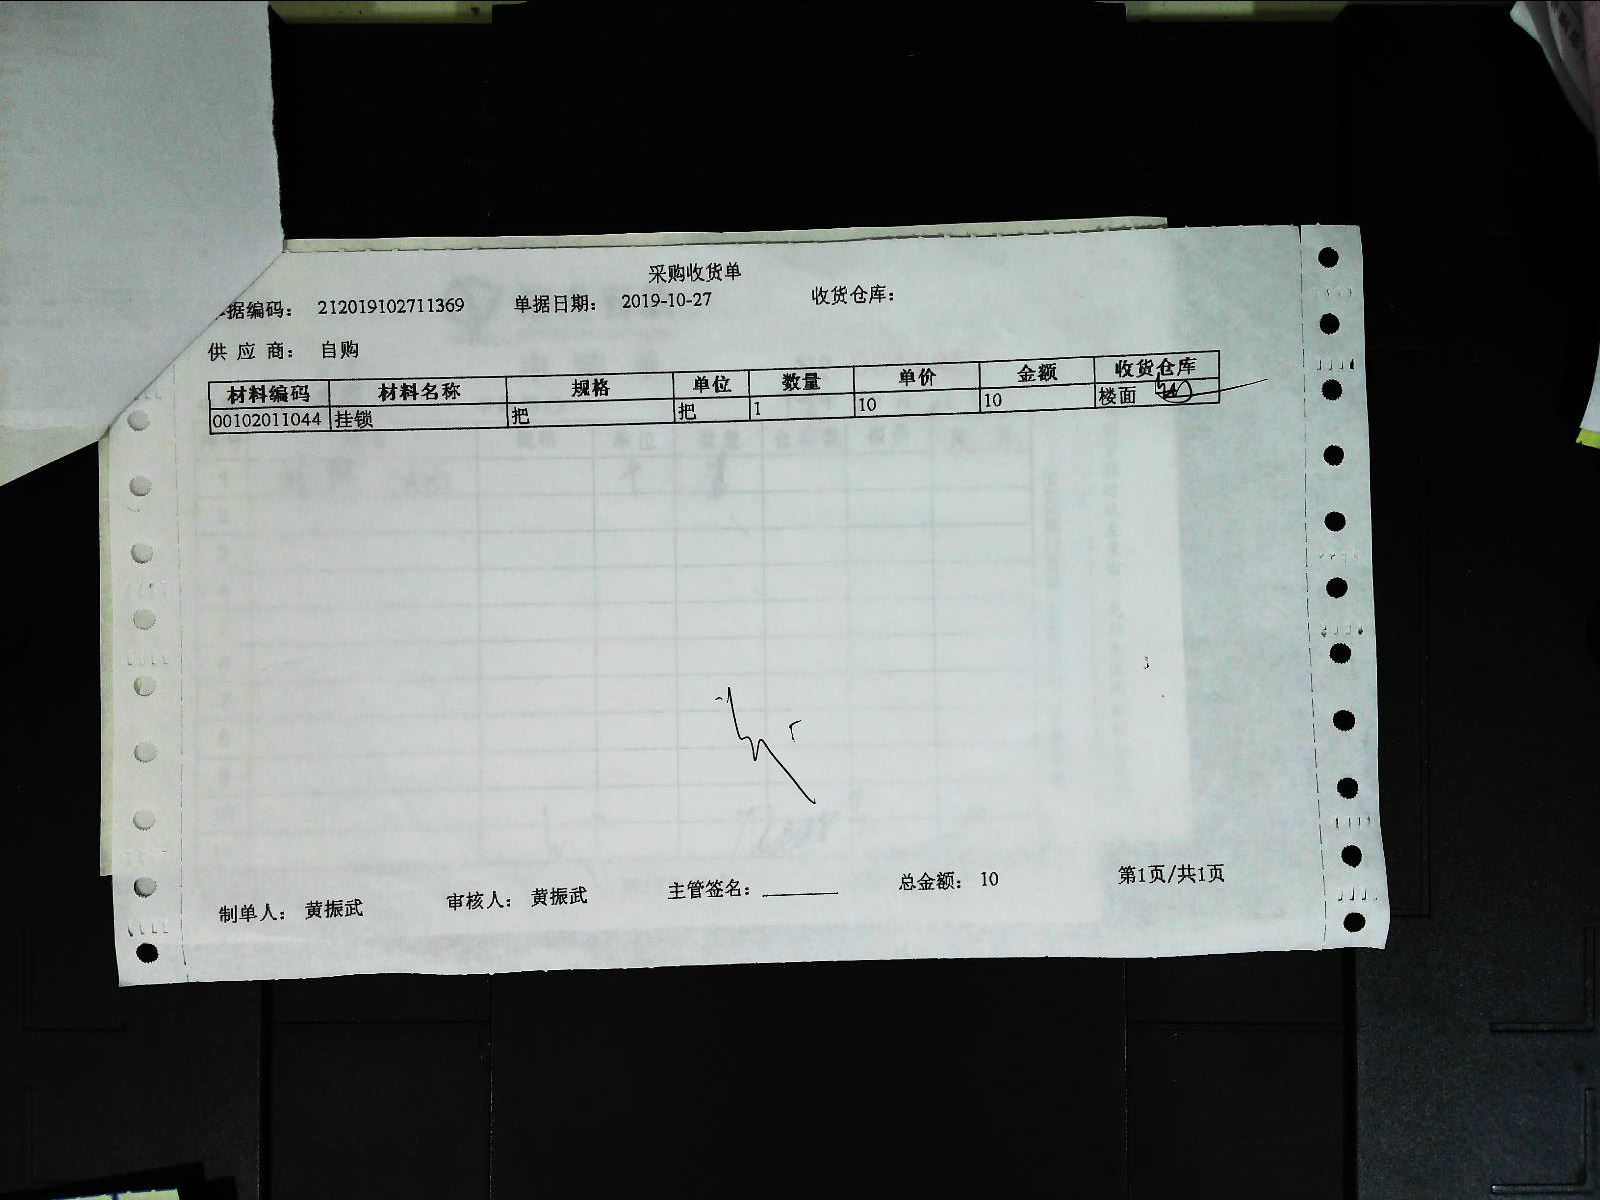 采购收货单
据编码： 212019102711369 单据日期： 2019-10-27 收货仓库：
供 应 商： 自购
材料编码 材料名称 规格 单位 数量 单价 金额 收货仓库
00102011044 挂锁 把 把 1 10 10 楼面
制单人： 黄振武 审核人： 黄振武 主管签名： 总金额： 10 第1页/共1页